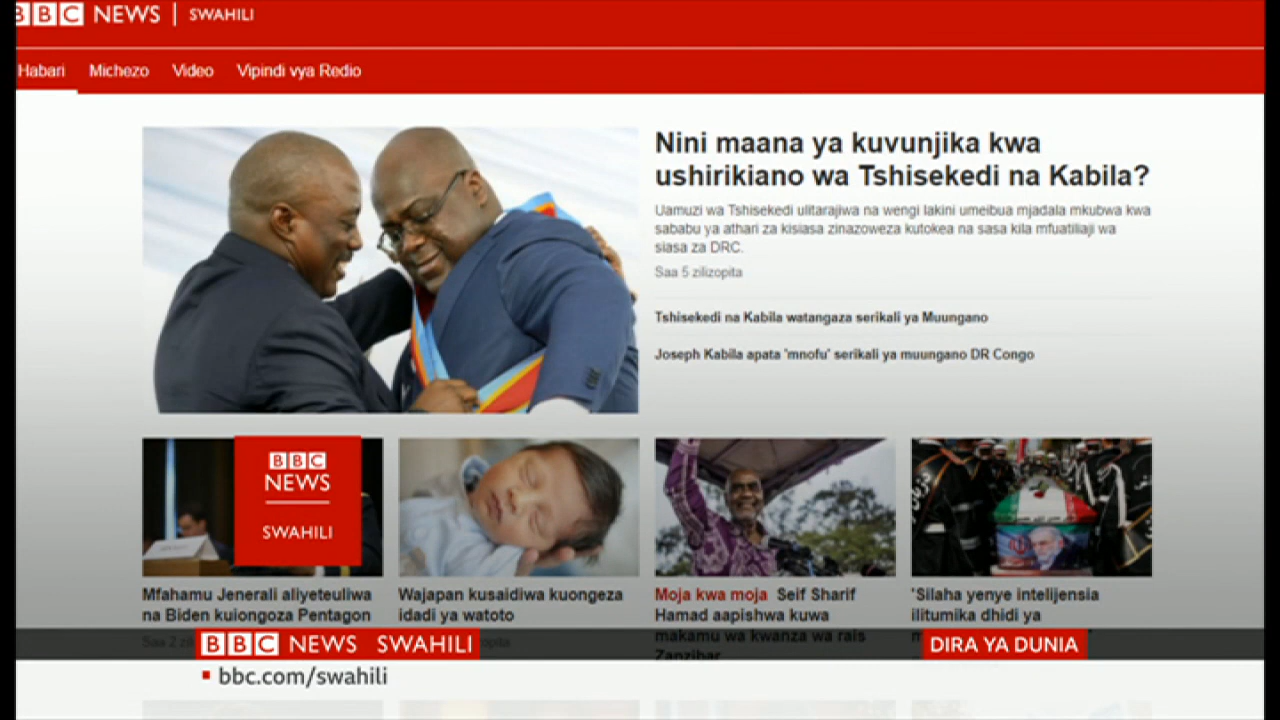 BBC NEWS | SWAHILI
Habari Michezo Video Vipindi vya Redio
Nini maana ya kuvunjika kwa
ushirikiano wa Tshisekedi na Kabila?
Uamuzi wa Tshisekedi ulitarajiwa na wengi lakini umeibua mjadala mkubwa kwa
sababu ya athari za kisiasa zinazoweza kutokea na sasa kila mfuatiliaji wa
siasa za DRC.
Saa 5 zilizopita
Tshisekedi na Kabila watangaza serikali ya Muungano
Joseph Kabila apata 'mnofu' serikali ya muungano DR Congo
BBC
NEWS
SWAHILI
Mfahamu Jenerali aliyeteuliwa
na Biden kuiongoza Pentagon
Saa 2
Wajapan kusaidiwa kuongeza
idadi ya watoto
Moja kwa moja Seif Sharif
Hamad aapishwa kuwa
makamu wa kwanza wa rais
Zanzibar
'Silaha yenye intelijensia
ilitumika dhidi ya
BBC NEWS SWAHILI
DIRA YA DUNIA
bbc.com/swahili